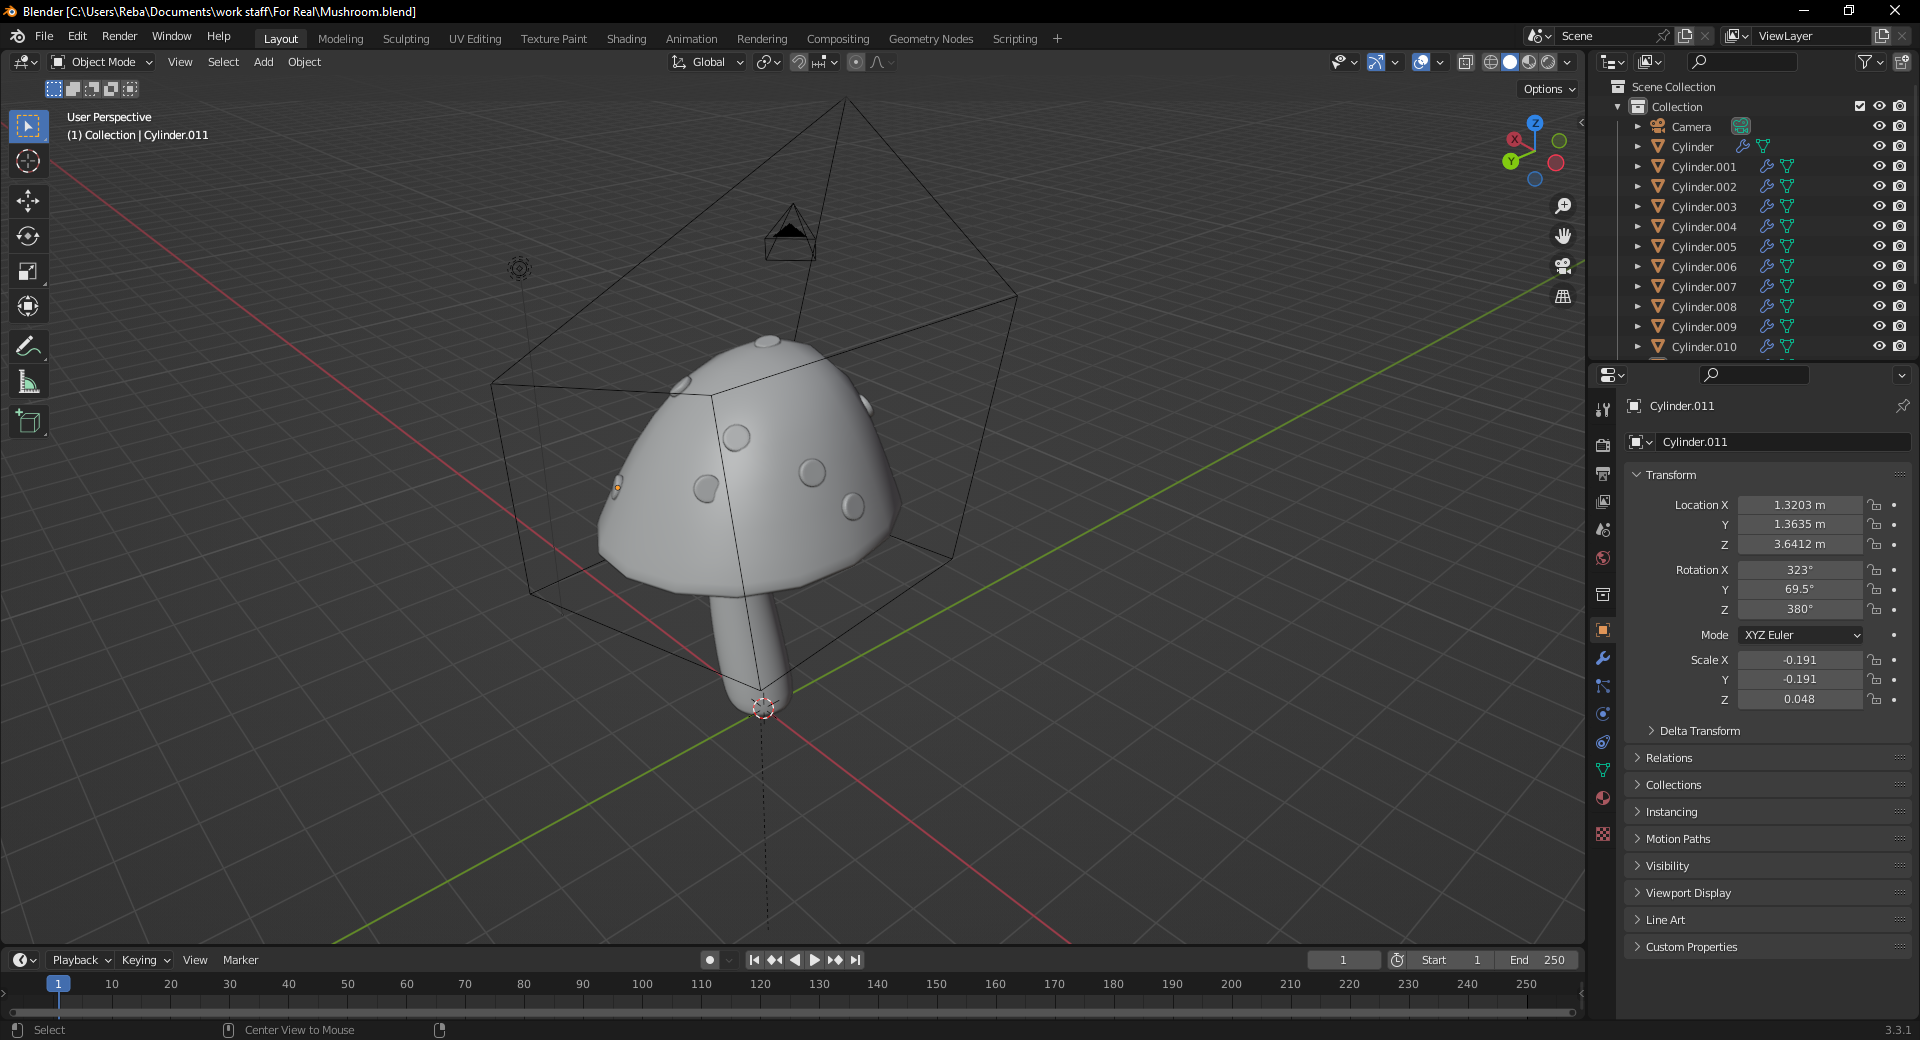 Blender [C:\Users\Reba\Documents\work staff\For Real\Mushroom.blend]
File Edit Render Window Help Layout Modeling Sculpting UV Editing Texture Paint Shading Animation Rendering Compositing Geometry Nodes Scripting + Scene ViewLayer
Object Mode View Select Add Object Global
Options
User Perspective
(1) Collection | Cylinder.011
Z
X
Y
Scene Collection
Collection
Camera
Cylinder
Cylinder.001
Cylinder.002
Cylinder.003
Cylinder.004
Cylinder.005
Cylinder.006
Cylinder.007
Cylinder.008
Cylinder.009
Cylinder.010
Cylinder.011
Cylinder.011
Transform
Location X 1.3203 m
Y 1.3635 m
Z 3.6412 m
Rotation X 323°
Y 69.5°
Z 380°
Mode XYZ Euler
Scale X -0.191
Y -0.191
Z 0.048
Delta Transform
Relations
Collections
Instancing
Motion Paths
Visibility
Viewport Display
Line Art
Custom Properties
Playback Keying View Marker 1 Start 1 End 250
1 10 20 30 40 50 60 70 80 90 100 110 120 130 140 150 160 170 180 190 200 210 220 230 240 250
Select Center View to Mouse 3.3.1